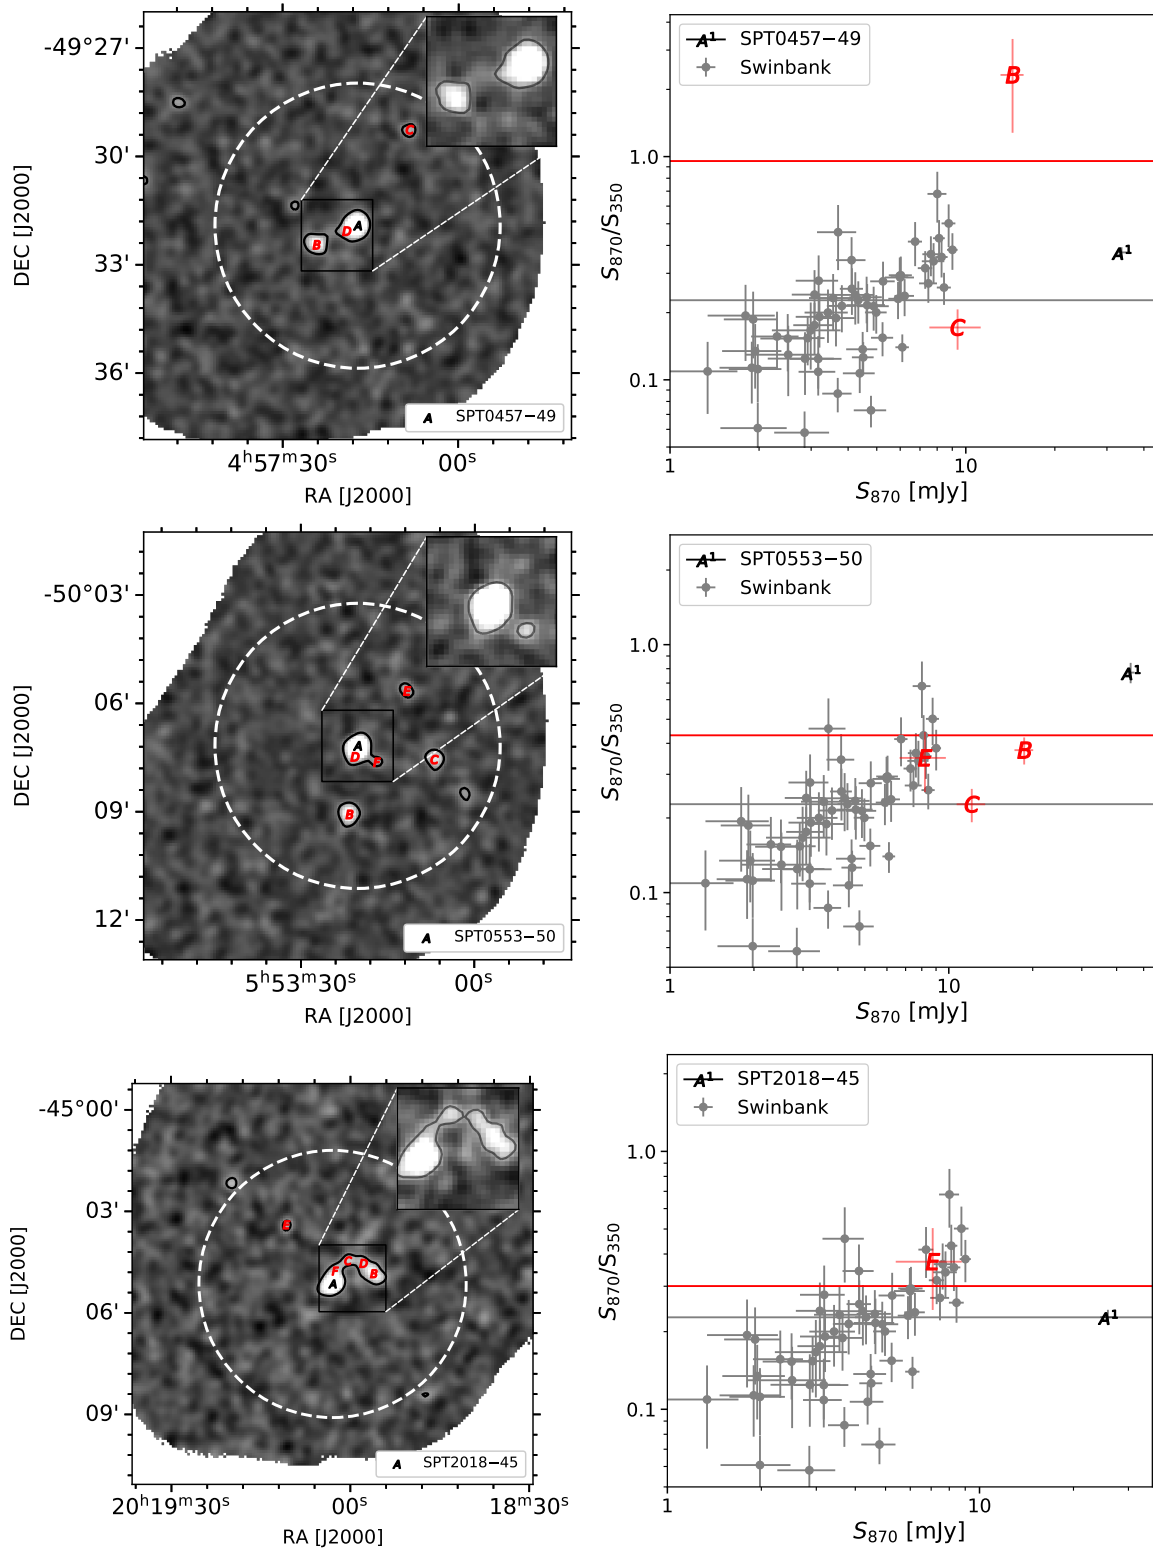 -49°27'
30'
33'
36'
DEC [J2000]
C
A
D
B
A SPT0457−49
4ʰ57ᵐ30ˢ 00ˢ
RA [J2000]
A¹ SPT0457−49
Swinbank
B
A¹
C
1.0
0.1
S₈₇₀/S₃₅₀
1 10
S₈₇₀ [mJy]
-50°03'
06'
09'
12'
DEC [J2000]
E
A
D
F
C
B
A SPT0553−50
5ʰ53ᵐ30ˢ 00ˢ
RA [J2000]
A¹ SPT0553−50
Swinbank
A¹
B
E
C
1.0
0.1
S₈₇₀/S₃₅₀
1 10
S₈₇₀ [mJy]
-45°00'
03'
06'
09'
DEC [J2000]
E
C
D
F
B
A
A SPT2018−45
20ʰ19ᵐ30ˢ 00ˢ 18ᵐ30ˢ
RA [J2000]
A¹ SPT2018−45
Swinbank
E
A¹
1.0
0.1
S₈₇₀/S₃₅₀
1 10
S₈₇₀ [mJy]